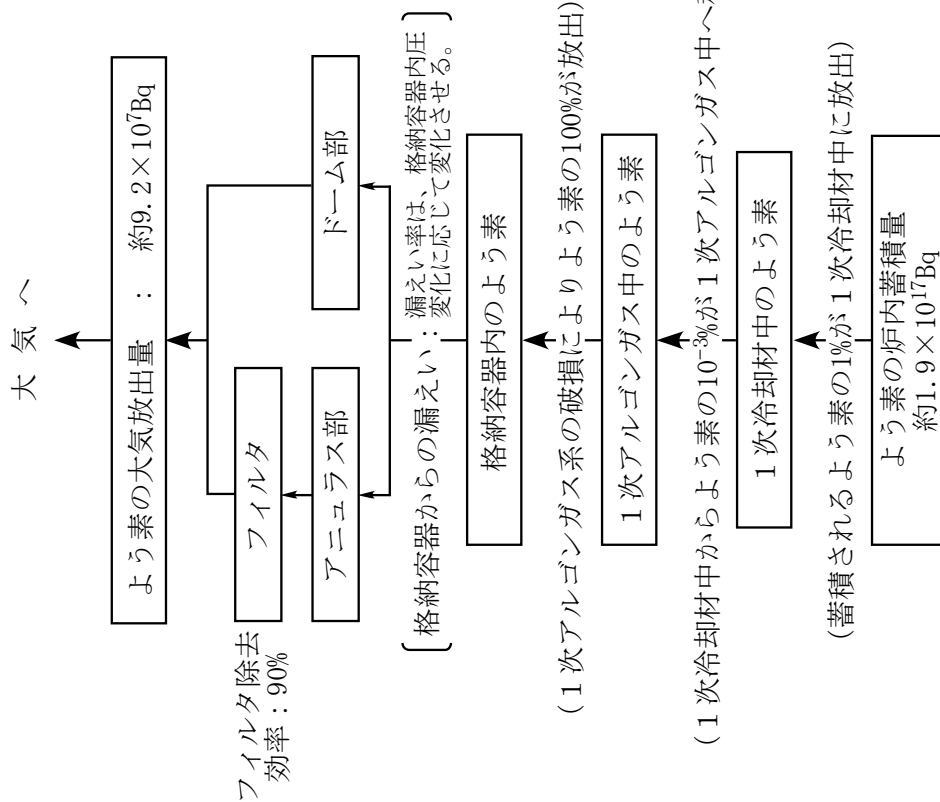 大 気 へ
よう素の大気放出量 : 約9.2×10⁷Bq
フィルタ除去
効率：90%
フィルタ
アニュラス部
ドーム部
格納容器からの漏えい：漏えい率は、格納容器内圧
変化に応じて変化させる。
格納容器内のよう素
(１次アルゴンガス系の破損によりよう素の100%が放出)
１次アルゴンガス中のよう素
(１次冷却材中からよう素の10⁻³%が１次アルゴンガス中へ
１次冷却材中のよう素
(蓄積されるよう素の1%が１次冷却材中に放出)
よう素の炉内蓄積量
約1.9×10¹⁷Bq